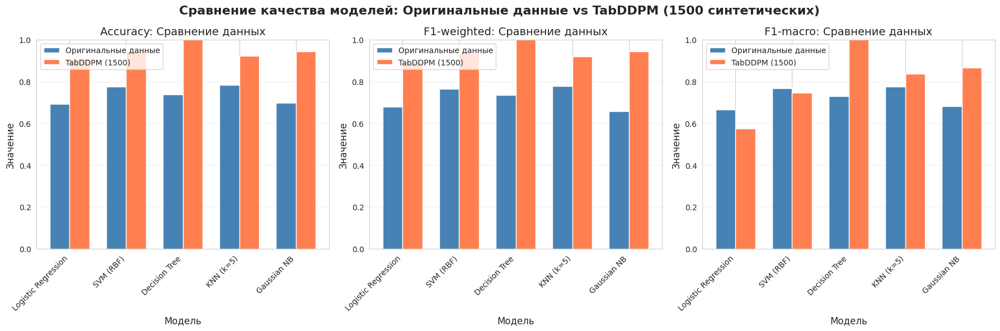 Сравнение качества моделей: Оригинальные данные vs TabDDPM (1500 синтетических)
Accuracy: Сравнение данных
Оригинальные данные
TabDDPM (1500)
Значение
1.0
0.8
0.6
0.4
0.2
0.0
Logistic Regression
SVM (RBF)
Decision Tree
KNN (k=5)
Gaussian NB
Модель
F1-weighted: Сравнение данных
Оригинальные данные
TabDDPM (1500)
Значение
1.0
0.8
0.6
0.4
0.2
0.0
Logistic Regression
SVM (RBF)
Decision Tree
KNN (k=5)
Gaussian NB
Модель
F1-macro: Сравнение данных
Оригинальные данные
TabDDPM (1500)
Значение
1.0
0.8
0.6
0.4
0.2
0.0
Logistic Regression
SVM (RBF)
Decision Tree
KNN (k=5)
Gaussian NB
Модель